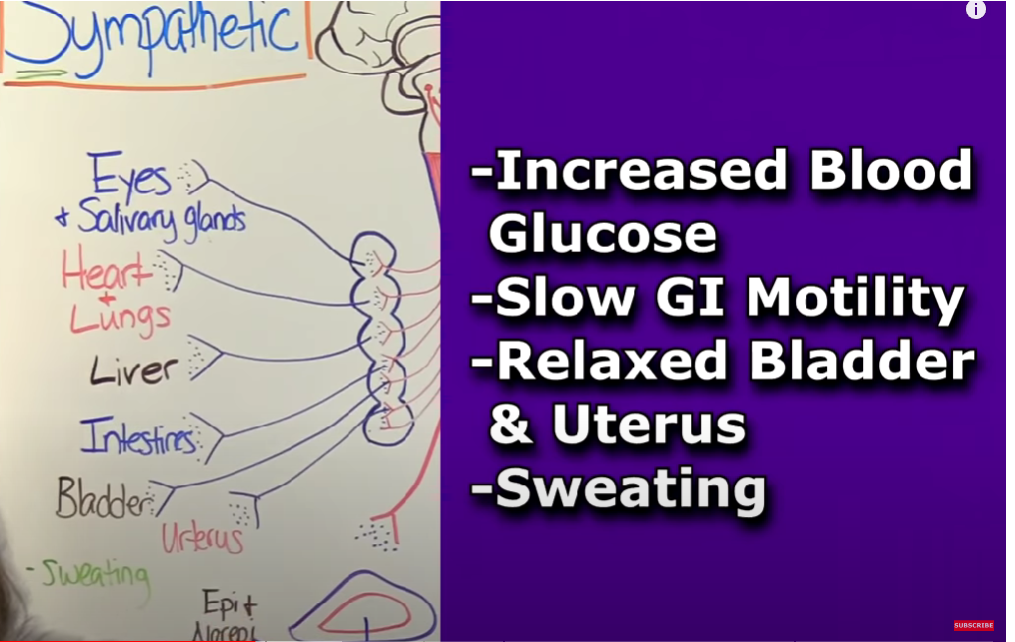 Sympathetic
Eyes
+ Salivary glands
Heart
+
Lungs
Liver
Intestines
Bladder
Urterus
- Sweating
Epi +
Norepi
-Increased Blood
Glucose
-Slow GI Motility
-Relaxed Bladder
& Uterus
-Sweating
i
SUBSCRIBE